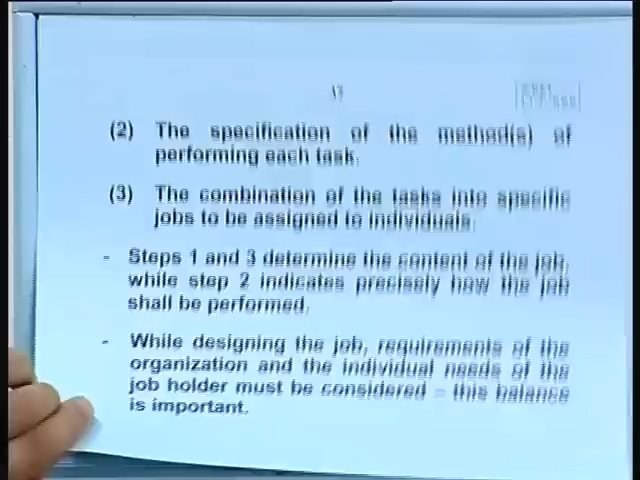 (2) The specification of the method(s) of
performing each task.
(3) The combination of the tasks into specific
jobs to be assigned to individuals.
- Steps 1 and 3 determine the content of the job,
while step 2 indicates precisely how the job
shall be performed.
- While designing the job, requirements of the
organization and the individual needs of the
job holder must be considered – this balance
is important.